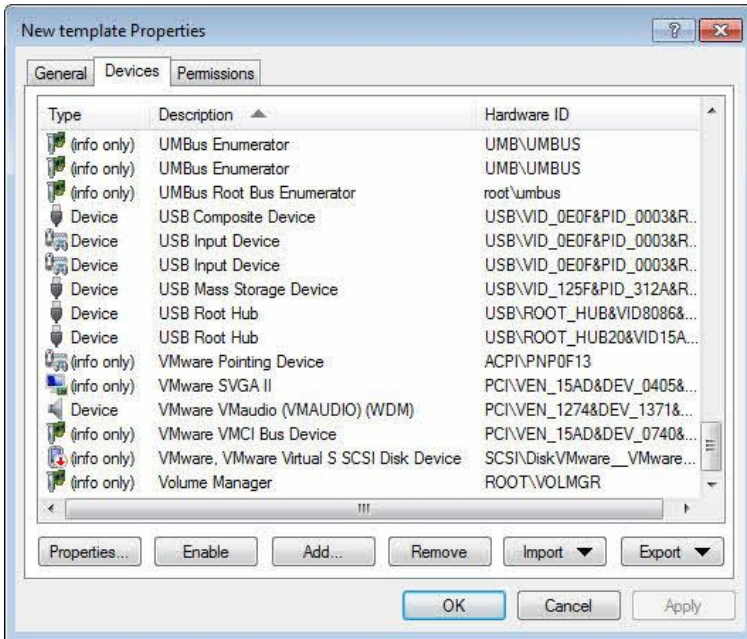 New template Properties
General Devices Permissions
Type Description Hardware ID
(info only) UMBus Enumerator UMB\UMBUS
(info only) UMBus Enumerator UMB\UMBUS
(info only) UMBus Root Bus Enumerator root\umbus
Device USB Composite Device USB\VID_0E0F&PID_0003&R...
Device USB Input Device USB\VID_0E0F&PID_0003&R...
Device USB Input Device USB\VID_0E0F&PID_0003&R...
Device USB Mass Storage Device USB\VID_125F&PID_312A&R...
Device USB Root Hub USB\ROOT_HUB&VID8086&...
Device USB Root Hub USB\ROOT_HUB20&VID15A...
(info only) VMware Pointing Device ACPI\PNP0F13
(info only) VMware SVGA II PCI\VEN_15AD&DEV_0405&...
Device VMware VMaudio (VMAUDIO) (WDM) PCI\VEN_1274&DEV_1371&...
(info only) VMware VMCI Bus Device PCI\VEN_15AD&DEV_0740&...
(info only) VMware, VMware Virtual S SCSI Disk Device SCSI\DiskVMware__VMware...
(info only) Volume Manager ROOT\VOLMGR
Properties... Enable Add... Remove Import Export
OK Cancel Apply